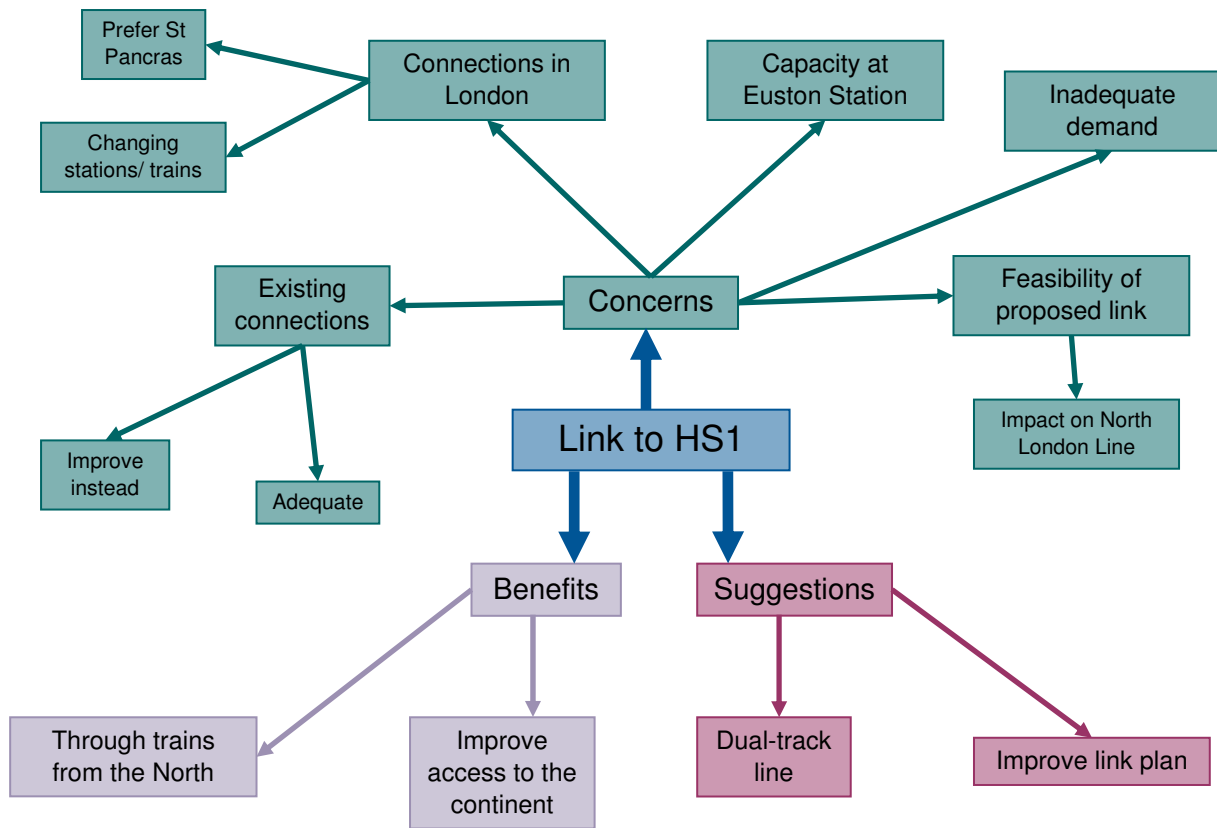 Prefer St
Pancras
Connections in
London
Capacity at
Euston Station
Inadequate
demand
Changing
stations/ trains
Existing
connections
Concerns
Feasibility of
proposed link
Improve
instead
Adequate
Link to HS1
Impact on North
London Line
Benefits
Suggestions
Through trains
from the North
Improve
access to the
continent
Dual-track
line
Improve link plan